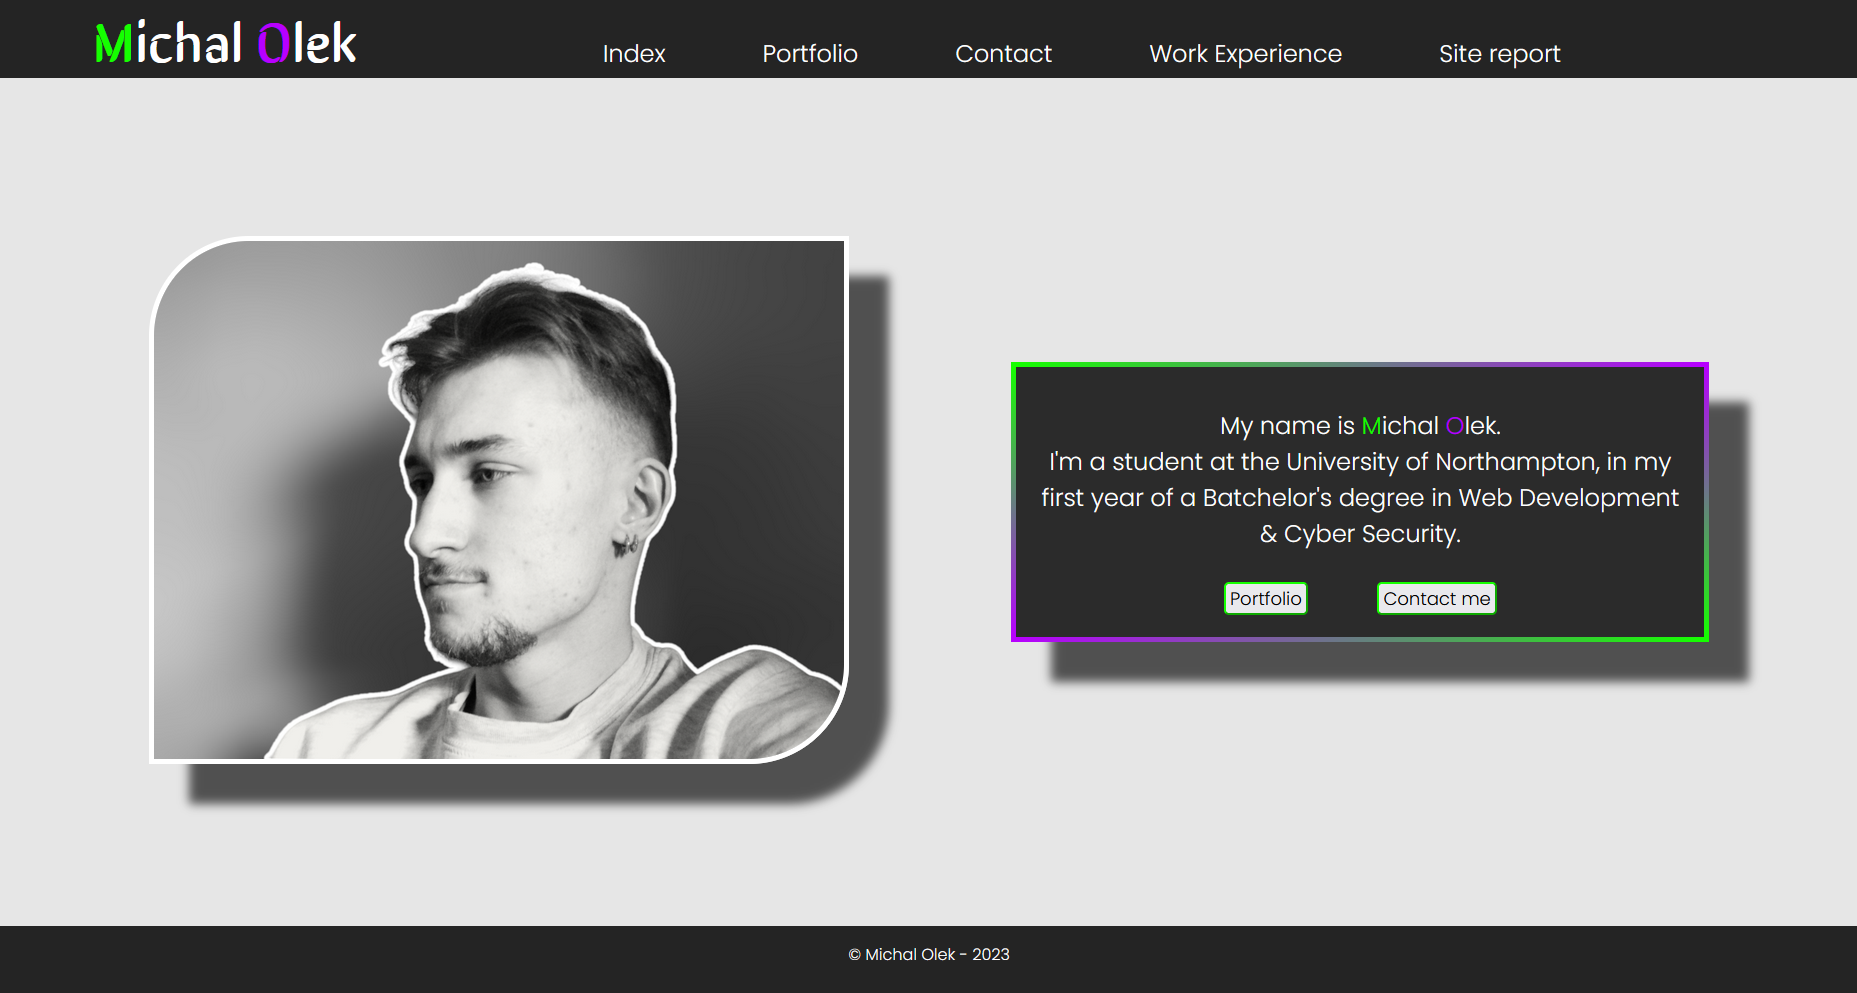 Michal Olek
Index
Portfolio
Contact
Work Experience
Site report
My name is Michal Olek.
I'm a student at the University of Northampton, in my
first year of a Batchelor's degree in Web Development
& Cyber Security.
Portfolio
Contact me
© Michal Olek - 2023